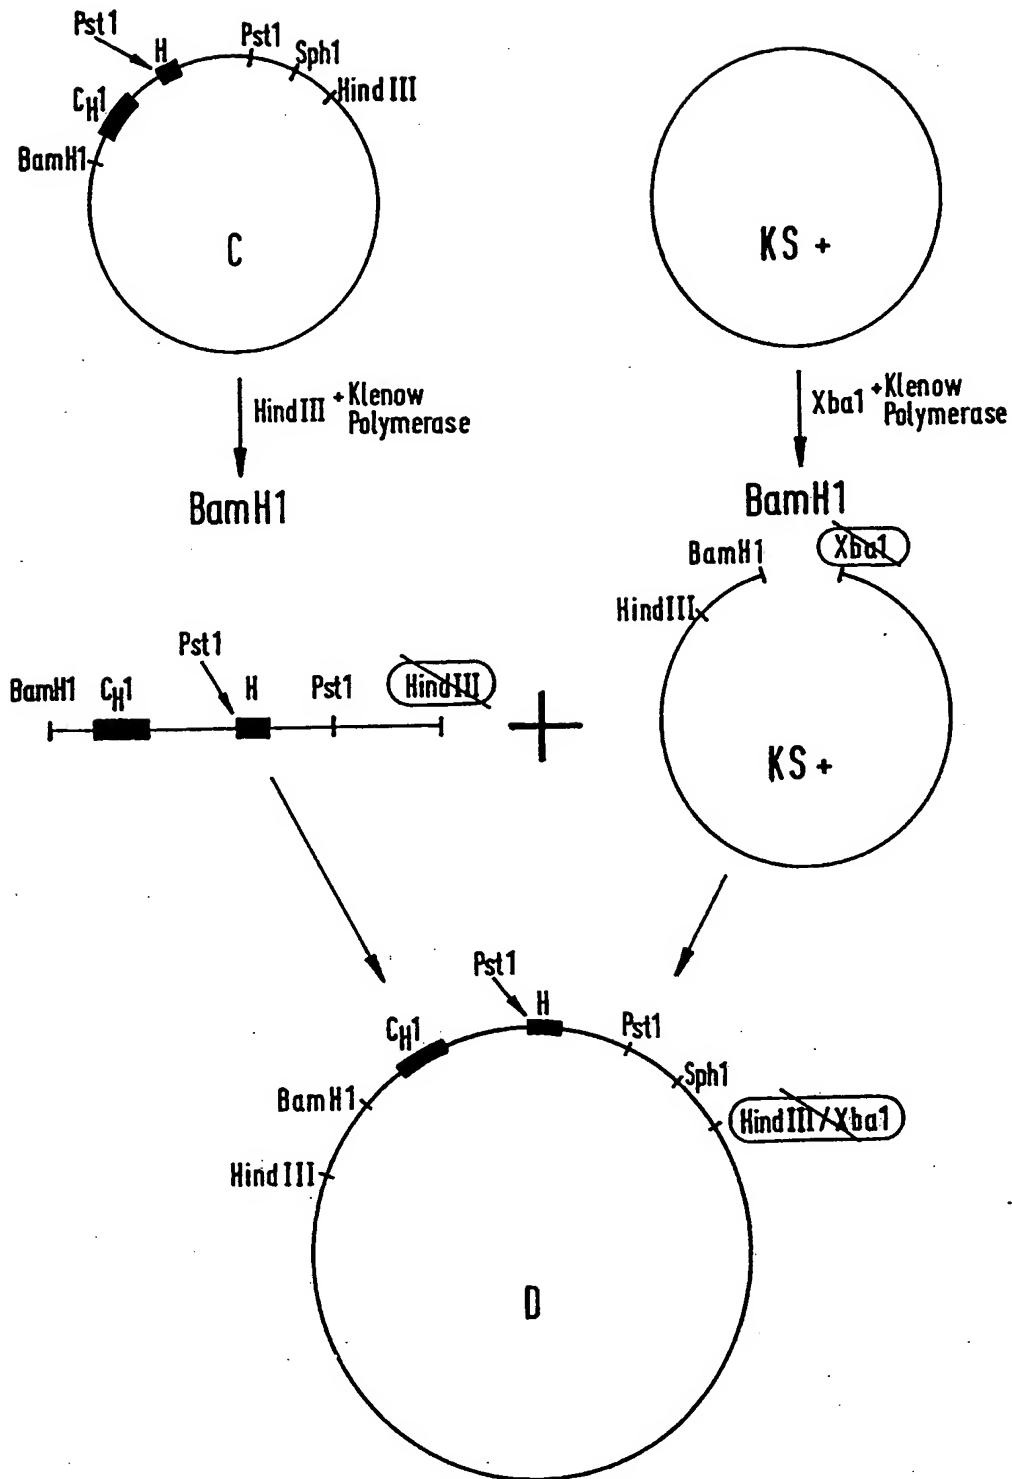 Pst1
H
Pst1
Sph1
Hind III
CH1
BamH1
C
KS +
Hind III + Klenow
Polymerase
Xba1 + Klenow
Polymerase
BamH1
BamH1
BamH1
Xba1
Hind III
Pst1
BamH1
CH1
H
Pst1
Hind III
+
KS +
Pst1
H
CH1
Pst1
Sph1
BamH1
Hind III / Xba1
Hind III
D